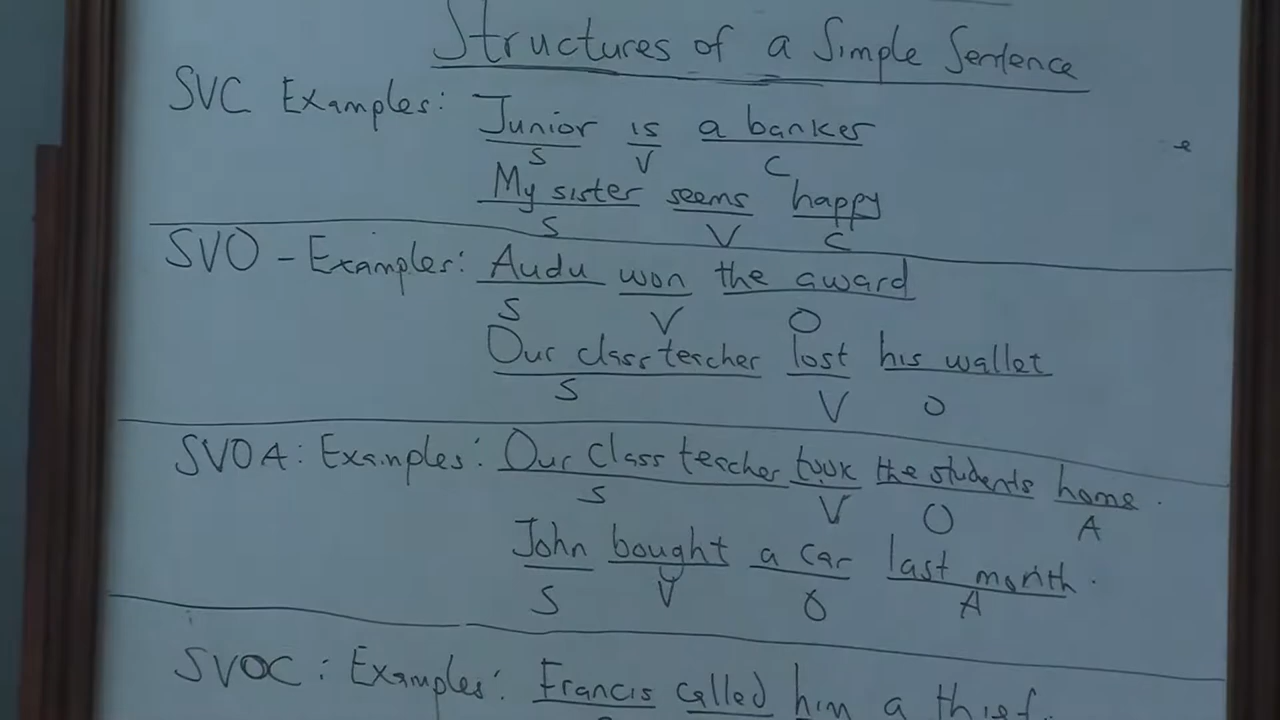 Structures of a Simple Sentence
SVC Examples: Junior is a banker
S V C
My sister seems happy
S V C
SVO - Examples: Audu won the award
S V O
Our class teacher lost his wallet
S V O
SVOA: Examples: Our class teacher took the students home.
S V O A
John bought a car last month.
S V O A
SVOC: Examples: Francis called him a thief.